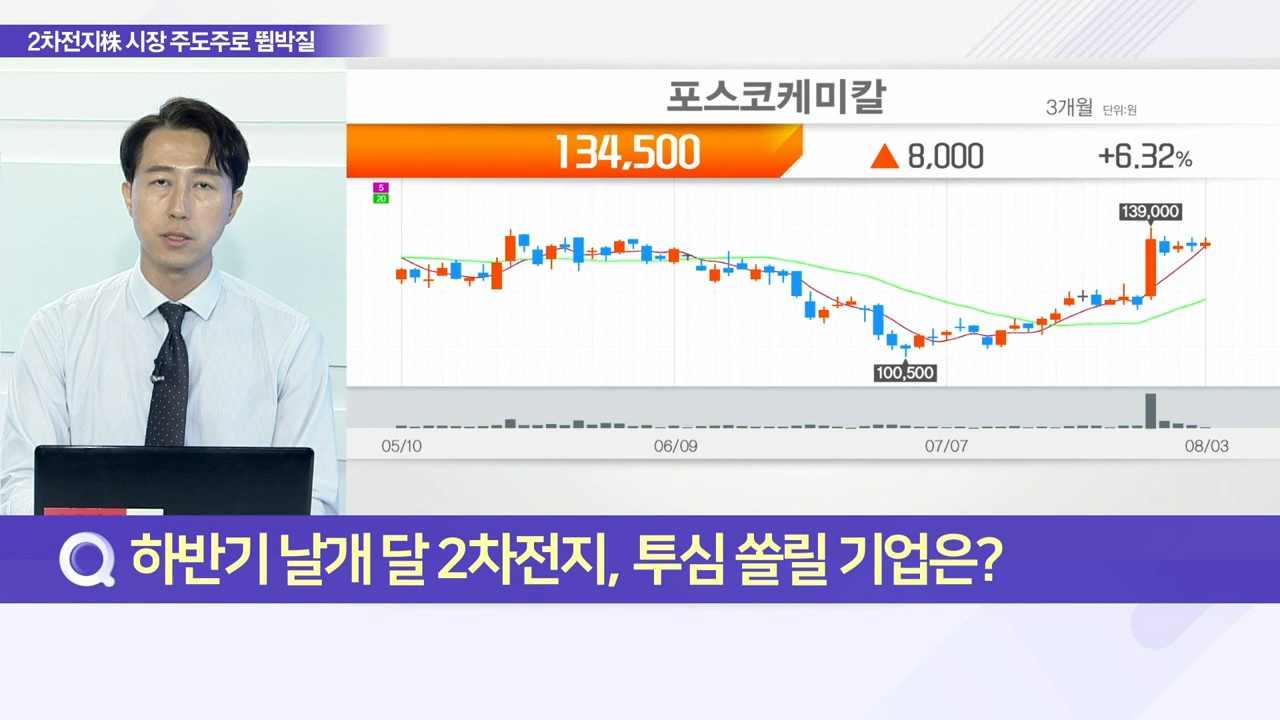 2차전지株 시장 주도주로 뜀박질
포스코케미칼
3개월 단위:원
134,500 ▲ 8,000 +6.32%
5
20
139,000
100,500
05/10 06/09 07/07 08/03
Q 하반기 날개 달 2차전지, 투심 쏠릴 기업은?